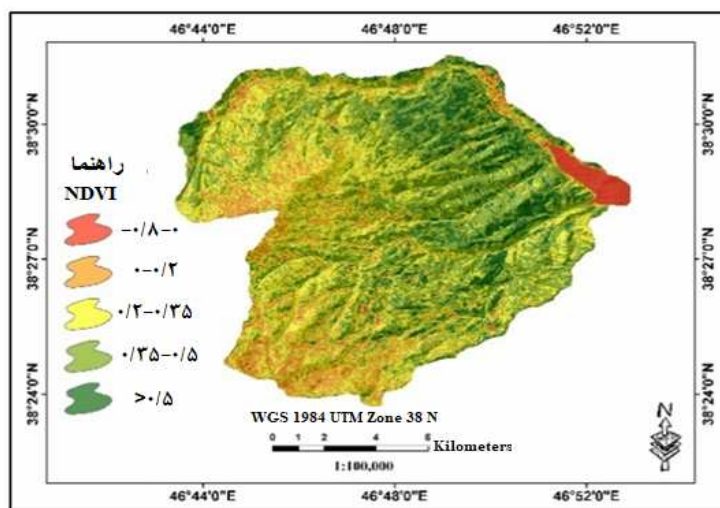 46°44'0"E 46°48'0"E 46°52'0"E
38°30'0"N 38°30'0"N
راهنما
NDVI
-۰/۸-۰
۰-۰/۲
38°27'0"N 38°27'0"N
۰/۲-۰/۳۵
۰/۳۵-۰/۵
>۰/۵
38°24'0"N 38°24'0"N
WGS 1984 UTM Zone 38 N
N
Kilometers
0 1 2 4 6
1:100,000
46°44'0"E 46°48'0"E 46°52'0"E